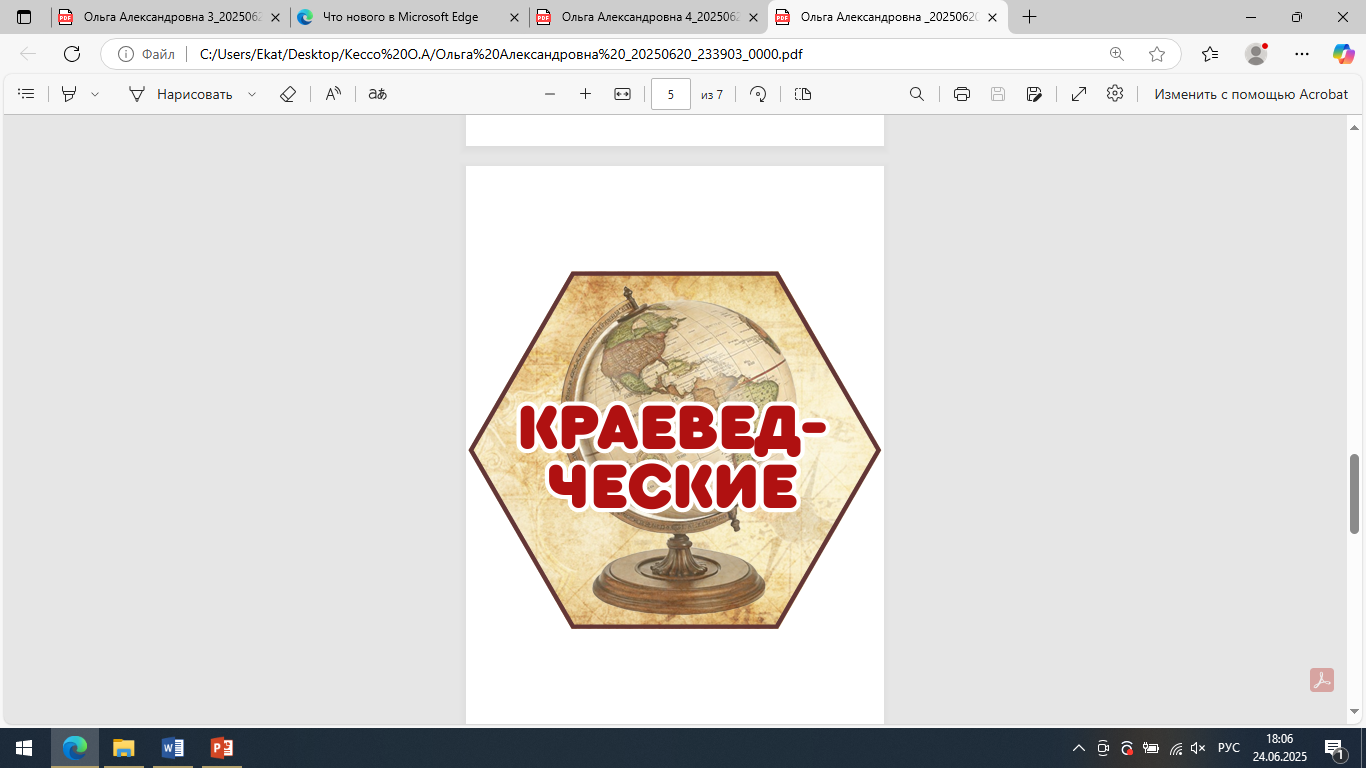 Ольга Александровна 3_202506
Что нового в Microsoft Edge
Ольга Александровна 4_202506
Ольга Александровна _2025062
Файл
C:/Users/Ekat/Desktop/Кессо%20О.А/Ольга%20Александровна%20_20250620_233903_0000.pdf
Нарисовать
5
из 7
Изменить с помощью Acrobat
КРАЕВЕД-
ЧЕСКИЕ
РУС
18:06
24.06.2025
1